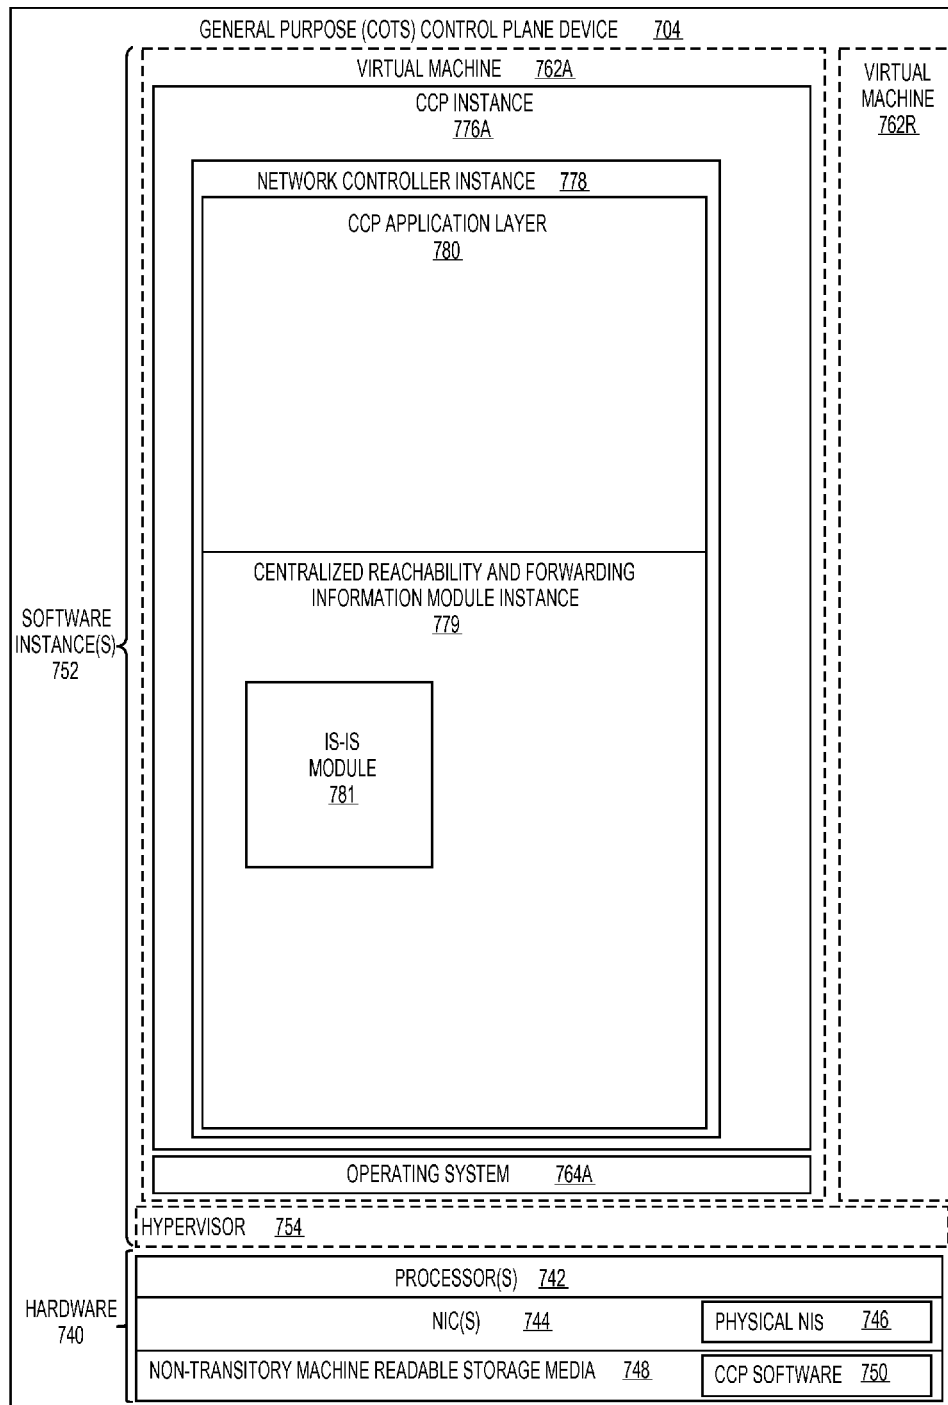 GENERAL PURPOSE (COTS) CONTROL PLANE DEVICE 704
VIRTUAL MACHINE 762A
CCP INSTANCE
776A
NETWORK CONTROLLER INSTANCE 778
CCP APPLICATION LAYER
780
CENTRALIZED REACHABILITY AND FORWARDING
INFORMATION MODULE INSTANCE
779
IS-IS
MODULE
781
OPERATING SYSTEM 764A
VIRTUAL
MACHINE
762R
SOFTWARE
INSTANCE(S)
752
HYPERVISOR 754
HARDWARE
740
PROCESSOR(S) 742
NIC(S) 744
PHYSICAL NIS 746
NON-TRANSITORY MACHINE READABLE STORAGE MEDIA 748
CCP SOFTWARE 750